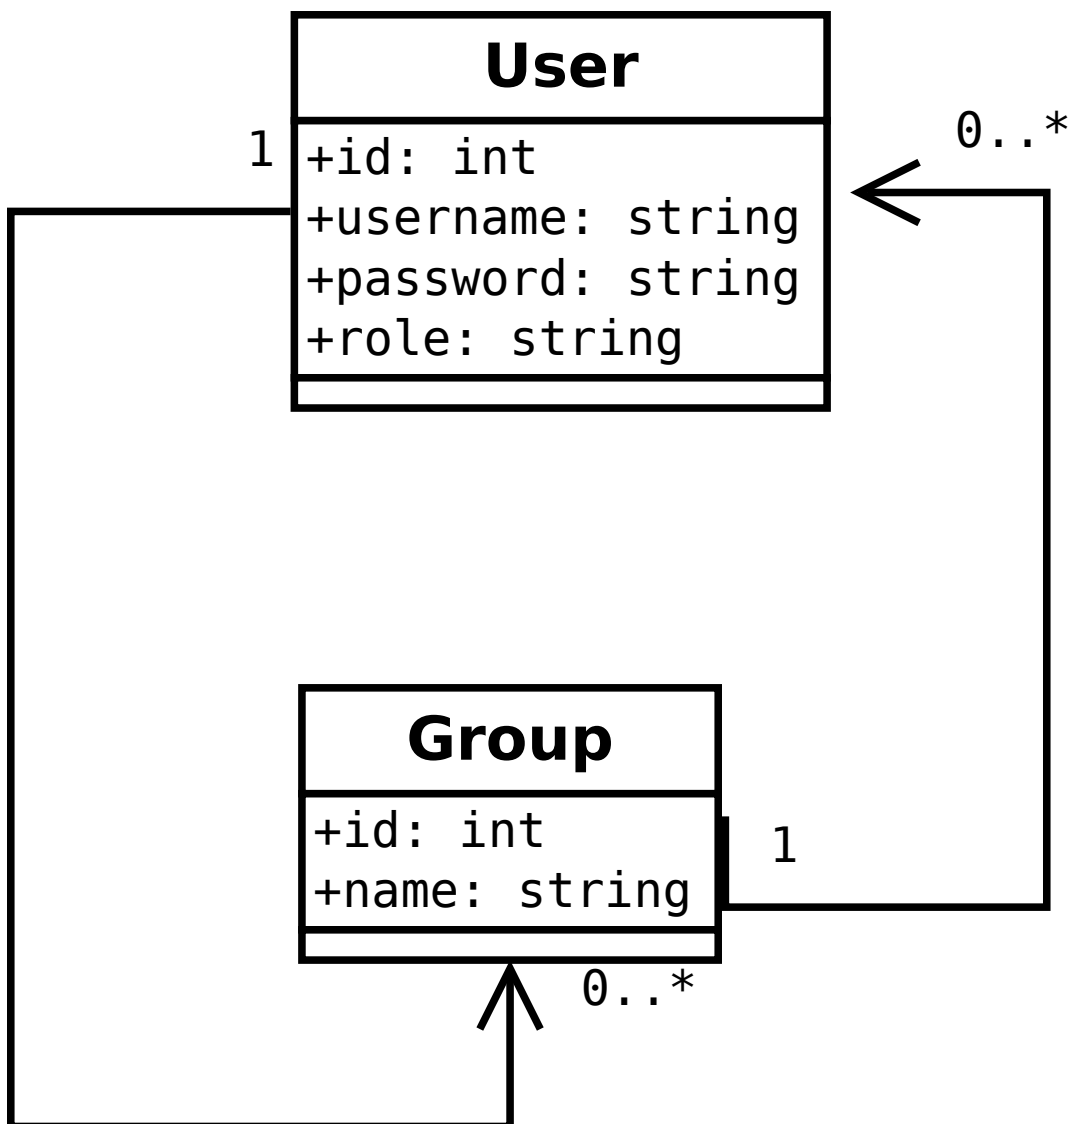 User
0..*
1
+id: int
+username: string
+password: string
+role: string
Group
+id: int
1
+name: string
0..*